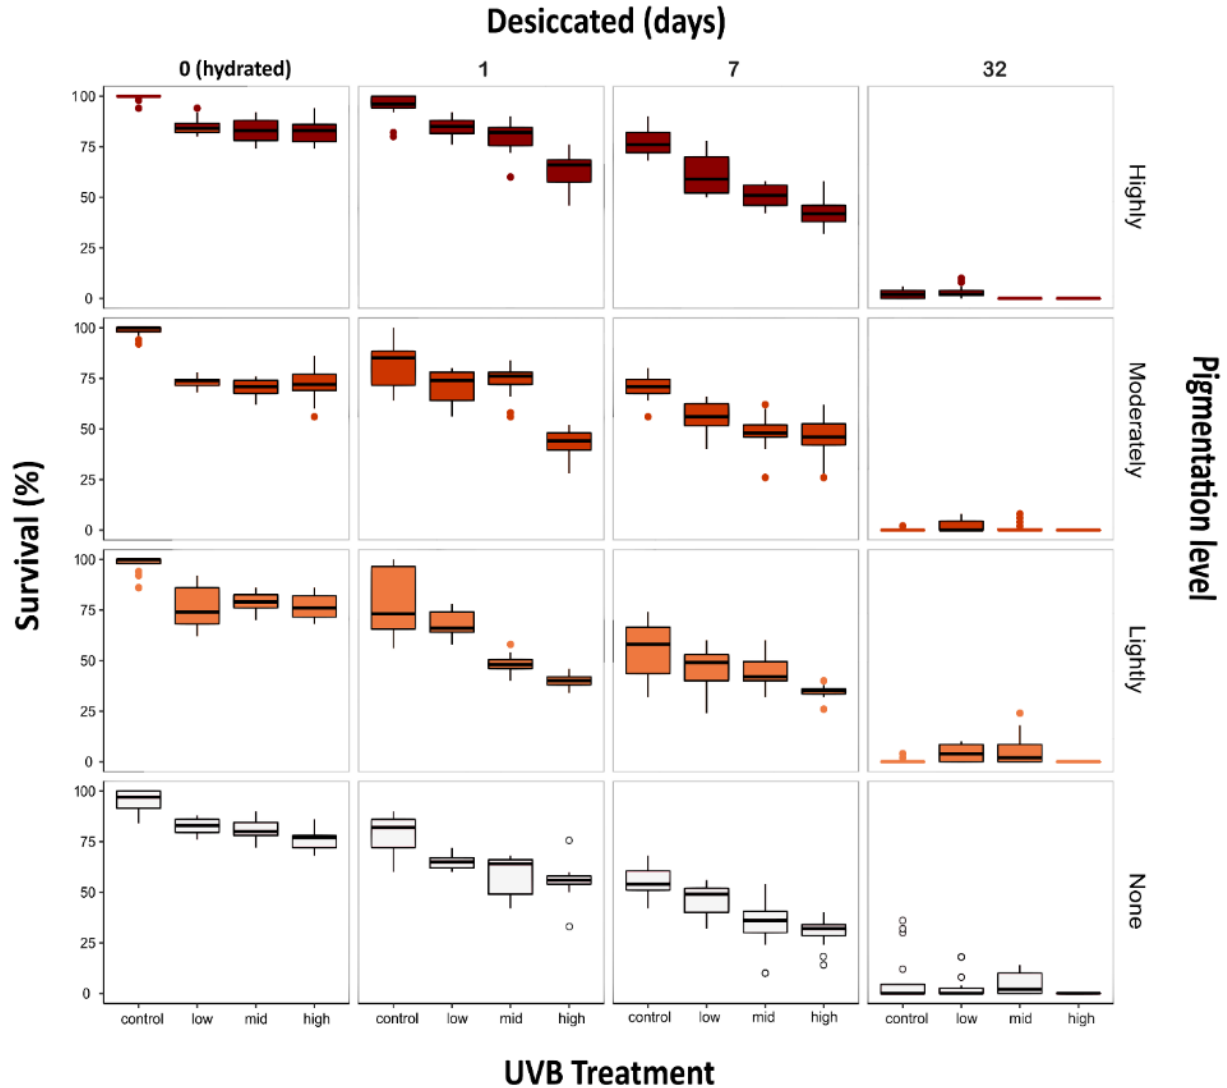 Desiccated (days)
0 (hydrated) 1 7 32
100
75
50
25
0
Highly
100
75
50
25
0
Moderately
100
75
50
25
0
Lightly
100
75
50
25
0
None
Survival (%)
Pigmentation level
control low mid high control low mid high control low mid high control low mid high
UVB Treatment